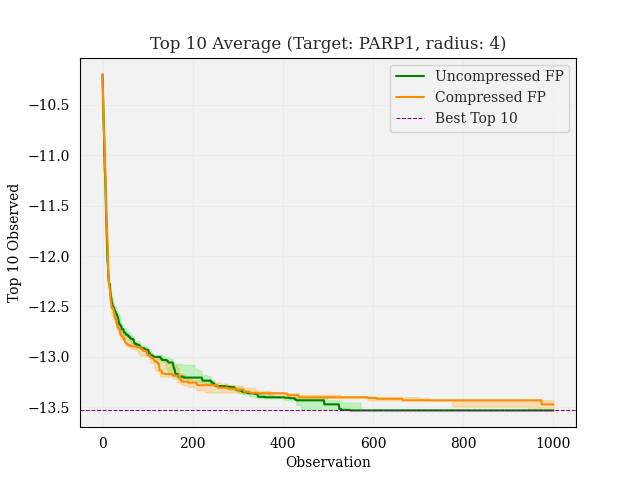 Top 10 Average (Target: PARP1, radius: 4)
Uncompressed FP
Compressed FP
Best Top 10
Top 10 Observed
−10.5
−11.0
−11.5
−12.0
−12.5
−13.0
−13.5
0 200 400 600 800 1000
Observation